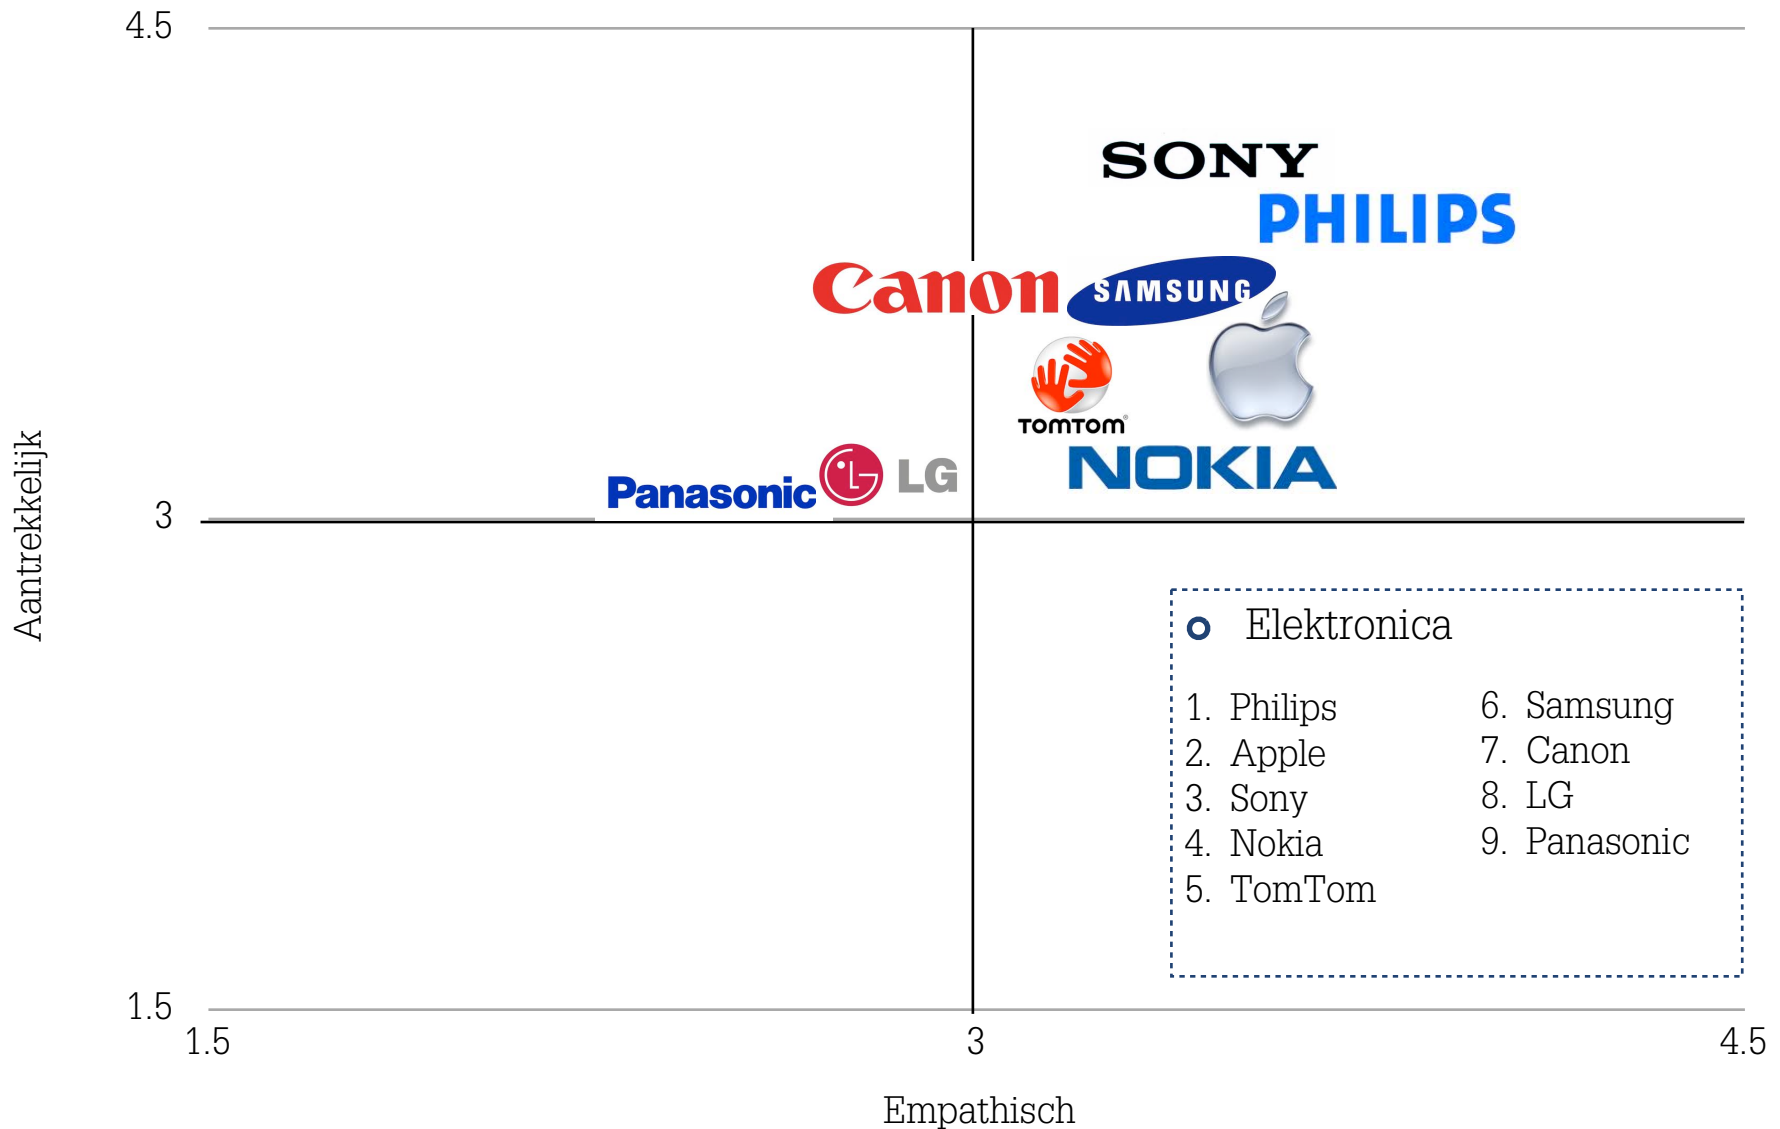 4.5
SONY
PHILIPS
Canon
SAMSUNG
TOMTOM®
NOKIA
Panasonic
LG LG
3
Aantrekkelijk
Elektronica
1. Philips
2. Apple
3. Sony
4. Nokia
5. TomTom
6. Samsung
7. Canon
8. LG
9. Panasonic
1.5
1.5
3
4.5
Empathisch